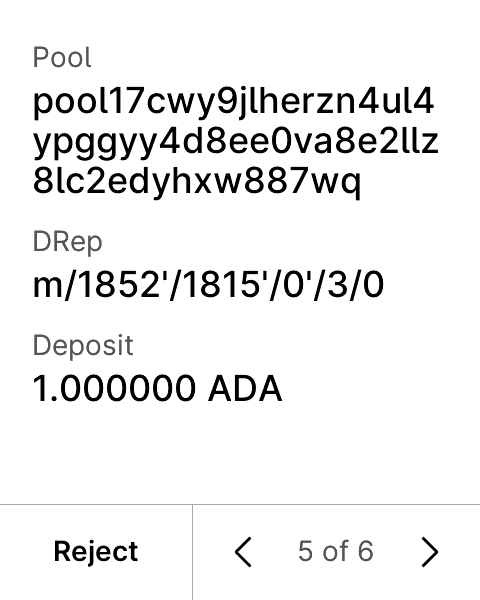 Pool
pool17cwy9jlherzn4ul4
ypggyy4d8ee0va8e2llz
8lc2edyhxw887wq
DRep
m/1852'/1815'/0'/3/0
Deposit
1.000000 ADA
Reject
5 of 6